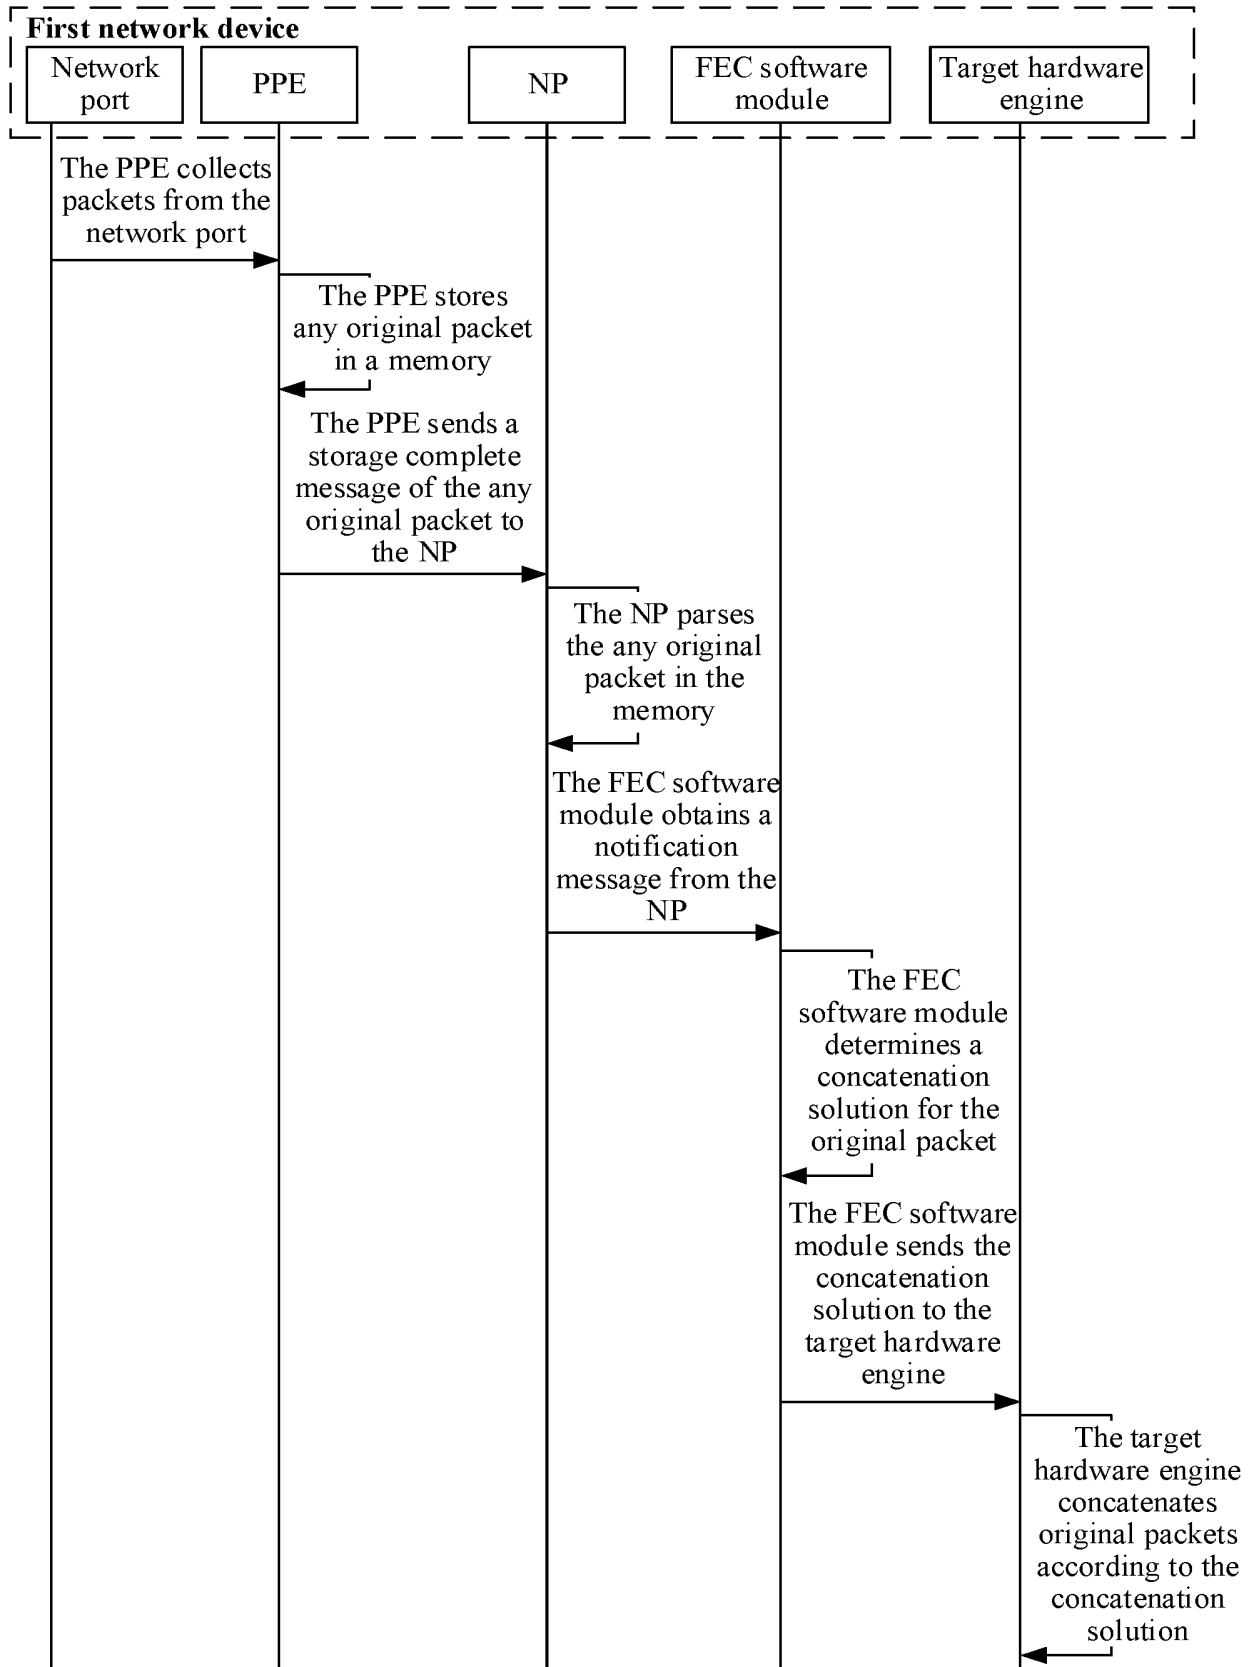 First network device
Network
port
PPE
NP
FEC software
module
Target hardware
engine
The PPE collects
packets from the
network port
The PPE stores
any original packet
in a memory
The PPE sends a
storage complete
message of the any
original packet to
the NP
The NP parses
the any original
packet in the
memory
The FEC software
module obtains a
notification
message from the
NP
The FEC
software module
determines a
concatenation
solution for the
original packet
The FEC software
module sends the
concatenation
solution to the
target hardware
engine
The target
hardware engine
concatenates
original packets
according to the
concatenation
solution